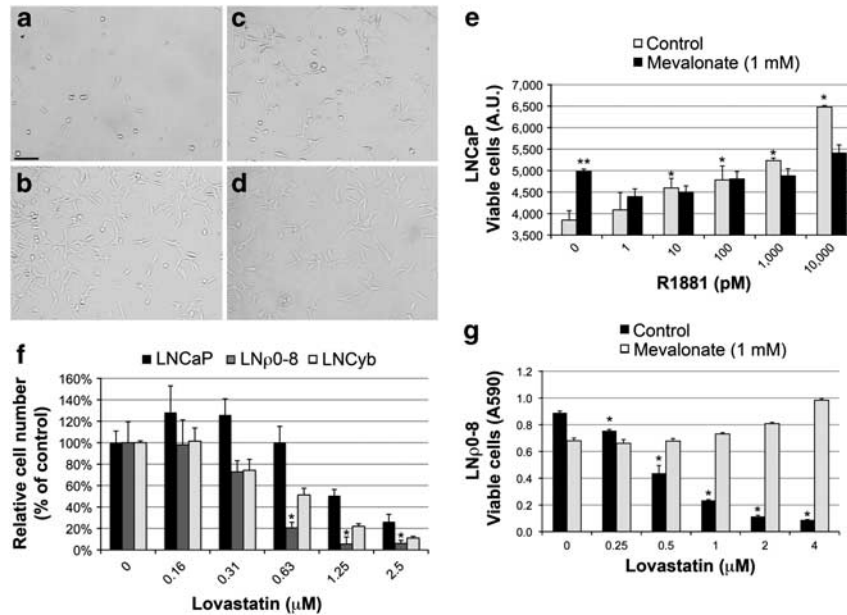 a
c
b
d
e
Control
Mevalonate (1 mM)
LNCaP
Viable cells (A.U.)
7,000
6,500
6,000
5,500
5,000
4,500
4,000
3,500
**
*
*
*
*
0
1
10
100
1,000
10,000
R1881 (pM)
f
LNCaP
LNρ0-8
LNCyb
Relative cell number
(% of control)
160%
140%
120%
100%
80%
60%
40%
20%
0%
*
*
*
0
0.16
0.31
0.63
1.25
2.5
Lovastatin (μM)
g
Control
Mevalonate (1 mM)
LNρ0-8
Viable cells (A590)
1.2
1.0
0.8
0.6
0.4
0.2
0.0
*
*
*
*
*
0
0.25
0.5
1
2
4
Lovastatin (μM)